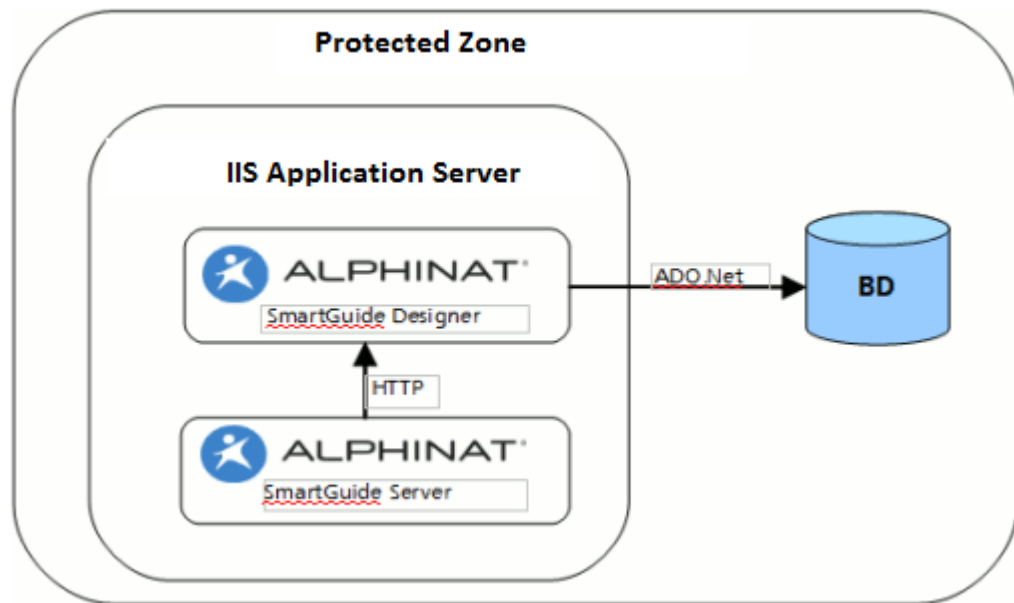 Protected Zone
IIS Application Server
ALPHINAT
SmartGuide Designer
ADO.Net
BD
HTTP
ALPHINAT
SmartGuide Server